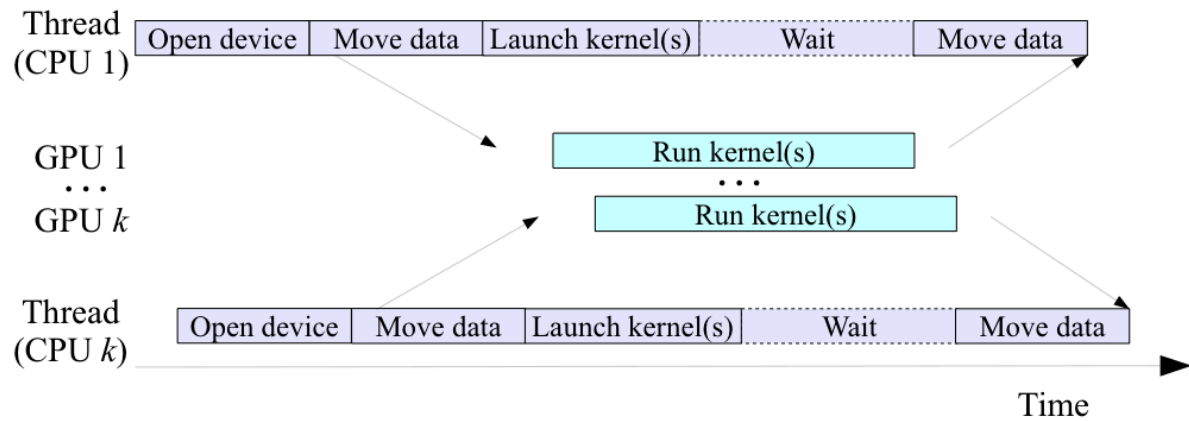 Thread
(CPU 1)
Open device Move data Launch kernel(s) Wait Move data
GPU 1
Run kernel(s)
... ...
GPU k
Run kernel(s)
Thread
(CPU k)
Open device Move data Launch kernel(s) Wait Move data
Time